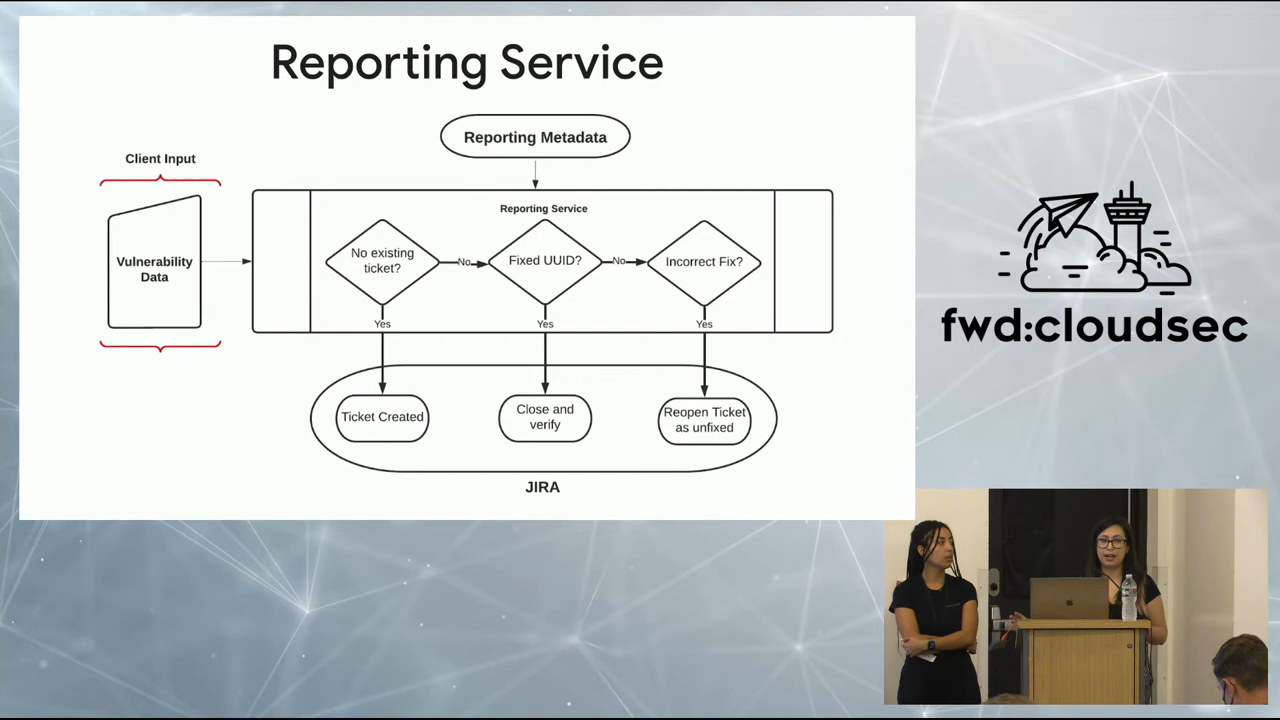 Reporting Service
Reporting Metadata
Client Input
Vulnerability
Data
Reporting Service
No existing
ticket?
No
Fixed UUID?
No
Incorrect Fix?
Yes
Yes
Yes
Ticket Created
Close and
verify
Reopen Ticket
as unfixed
JIRA
fwd:cloudsec